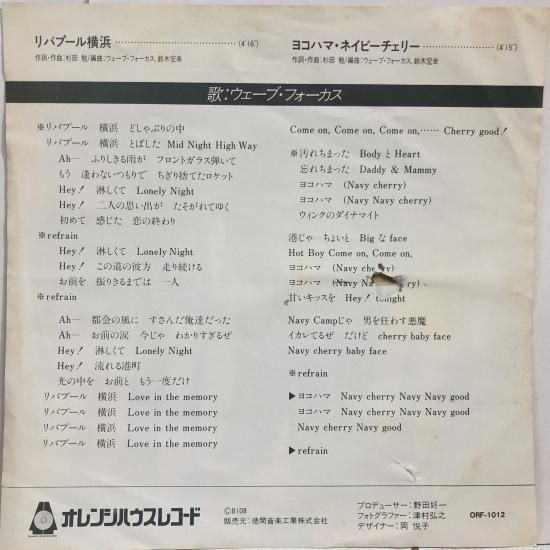 リバプール横浜 ……………………… (4'16")
作詞・作曲:杉田 勉/編曲:ウェーブ・フォーカス、鈴木宏幸
ヨコハマ・ネイビーチェリー ……………… (4'15")
作詞・作曲:杉田 勉/編曲:ウェーブ・フォーカス、鈴木宏幸
歌:ウェーブ・フォーカス
※リバプール 横浜 どしゃぶりの中
リバプール 横浜 とばした Mid Night High Way
Ah— ふりしきる雨が フロントガラス弾いて
もう 逢わないつもりで ちぎり捨てたロケット
Hey! 淋しくて Lonely Night
Hey! 二人の思い出が たそがれてゆく
初めて 感じた 恋の終わり
※refrain
Hey! 淋しくて Lonely Night
Hey! この道の彼方 走り続ける
お前を 振りきるまでは 一人
※refrain
Ah— 都会の風に すさんだ俺達だった
Ah— お前の涙 今じゃ わかりすぎるぜ
Hey! 淋しくて Lonely Night
Hey! 流れる港町
光の中を お前と もう一度だけ
リバプール 横浜 Love in the memory
リバプール 横浜 Love in the memory
リバプール 横浜 Love in the memory
リバプール 横浜 Love in the memory
Come on, Come on, Come on,…… Cherry good!
※汚れちまった BodyとHeart
忘れちまった Daddy & Mammy
ヨコハマ (Navy cherry)
ヨコハマ (Navy Navy cherry)
ウィンクのダイナマイト
港じゃ ちょいと Bigな face
Hot Boy Come on, Come on,
ヨコハマ (Navy cherry)
ヨコハマ (Navy Na ry)
甘いキッスを Hey! tonight
Navy Campじゃ 男を狂わす悪魔
イカレてるぜ だけど cherry baby face
Navy cherry baby face
※refrain
▶ヨコハマ Navy cherry Navy Navy good
ヨコハマ Navy cherry Navy Navy good
Navy cherry Navy good
▶refrain
オレンジハウスレコード
Ⓒ8108
販売元:徳間音楽工業株式会社
プロデューサー:野田好一
フォトグラファー:津村弘之
デザイナー:岡 悦子
ORF-1012